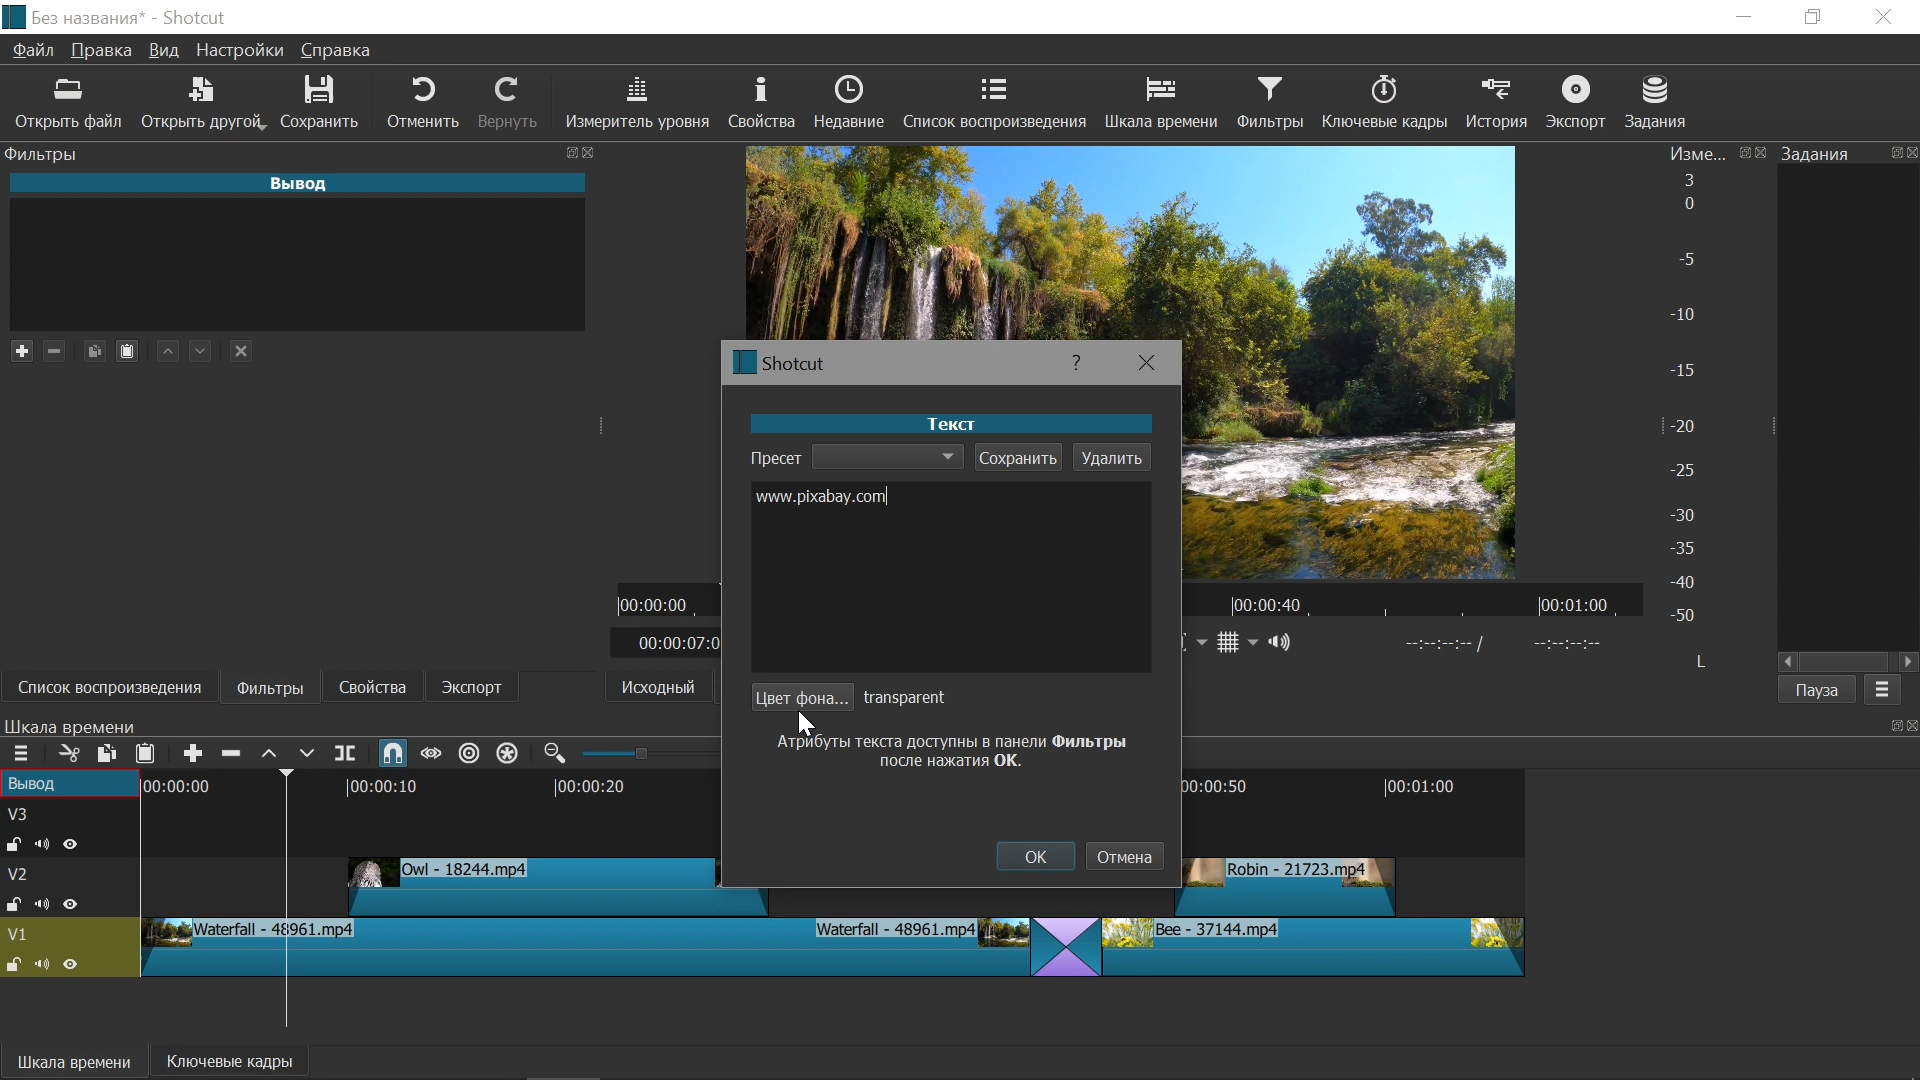 Без названия* - Shotcut
Файл Правка Вид Настройки Справка
Открыть файл Открыть другой Сохранить Отменить Вернуть Измеритель уровня Свойства Недавние Список воспроизведения Шкала времени Фильтры Ключевые кадры История Экспорт Задания
Фильтры
Вывод
Изме...
Задания
3
0
-5
-10
-15
-20
-25
-30
-35
-40
-50
L
Shotcut
Текст
Пресет Сохранить Удалить
www.pixabay.com
Цвет фона... transparent
Атрибуты текста доступны в панели Фильтры
после нажатия ОК.
OK Отмена
00:00:00 00:00:40 00:01:00
00:00:07:0 --:--:--:-- / --:--:--:--
Список воспроизведения Фильтры Свойства Экспорт Исходный
Пауза
Шкала времени
Вывод 00:00:00 00:00:10 00:00:20 00:00:50 00:01:00
V3
V2 Owl - 18244.mp4 Robin - 21723.mp4
V1 Waterfall - 48961.mp4 Waterfall - 48961.mp4 Bee - 37144.mp4
Шкала времени Ключевые кадры